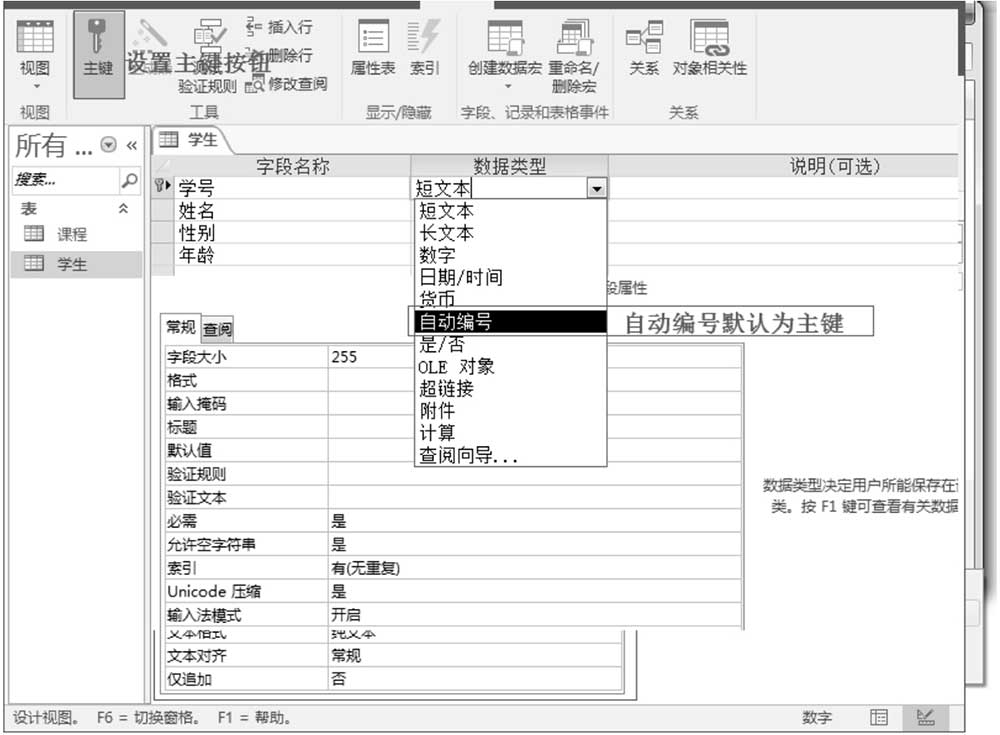 插入行
删除行
设置主键按钮
视图
主键
验证规则
修改查阅
属性表
索引
创建数据宏
重命名/
删除宏
关系
对象相关性
视图
工具
显示/隐藏
字段、记录和表格事件
关系
所有 ...
«
学生
搜索...
字段名称
数据类型
说明(可选)
表
课程
学生
学号
短文本
姓名
性别
年龄
短文本
长文本
数字
日期/时间
货币
自动编号
是/否
OLE 对象
超链接
附件
计算
查阅向导...
段属性
自动编号默认为主键
常规
查阅
字段大小 255
格式
输入掩码
标题
默认值
验证规则
验证文本
必需 是
允许空字符串 是
索引 有(无重复)
Unicode 压缩 是
输入法模式 开启
文本格式 纯文本
文本对齐 常规
仅追加 否
数据类型决定用户所能保存在
类。按 F1 键可查看有关数据
设计视图。 F6 = 切换窗格。 F1 = 帮助。
数字